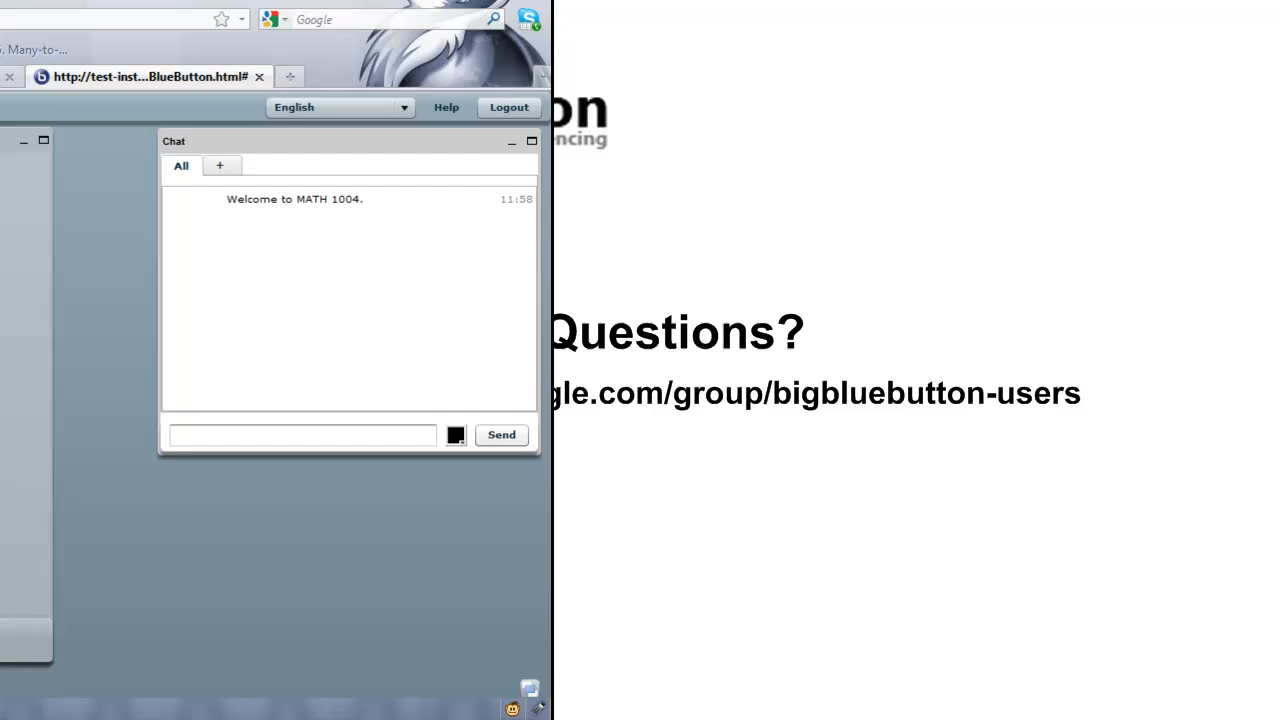 Google
, Many-to-...
http://test-inst...BlueButton.html#
English
Help
Logout
Chat
All
+
Welcome to MATH 1004.
11:58
Send
on
encing
Questions?
gle.com/group/bigbluebutton-users